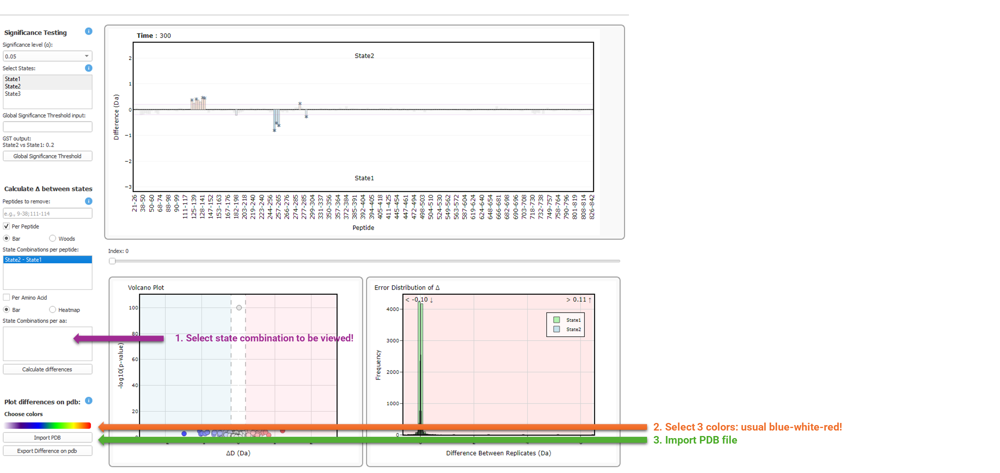 Significance Testing
Significance level (α):
0.05
Select States:
State1
State2
State3
Global Significance Threshold input:
GST output:
State2 vs State1: 0.2
Global Significance Threshold
Calculate Δ between states
Peptides to remove:
e.g., 9-38;111-114
Per Peptide
Bar
Woods
State Combinations per peptide:
State2 - State1
Per Amino Acid
Bar
Heatmap
State Combinations per aa:
Calculate differences
Plot differences on pdb:
Choose colors
Import PDB
Export Difference on pdb
Time : 300
State2
State1
Difference (Da)
2
1
0
−1
−2
−3
21-26
38-50
50-60
68-74
88-98
90-99
111-117
125-139
128-141
147-152
153-163
167-176
182-198
203-218
219-240
223-240
244-256
257-265
266-276
274-285
277-285
299-304
331-337
350-356
357-364
372-384
385-391
392-404
394-405
405-418
411-425
445-454
447-461
472-494
498-503
504-510
524-530
549-562
563-572
587-604
619-624
624-640
648-654
666-681
682-698
690-696
703-708
718-730
732-738
749-757
758-764
790-796
801-819
808-814
826-842
Peptide
Index: 0
Volcano Plot
-log10(p-value)
100
80
60
40
20
ΔD (Da)
1. Select state combination to be viewed!
Error Distribution of Δ
< -0.10 ↓
> 0.11 ↑
State1
State2
Frequency
4000
3000
2000
1000
0
Difference Between Replicates (Da)
2. Select 3 colors: usual blue-white-red!
3. Import PDB file